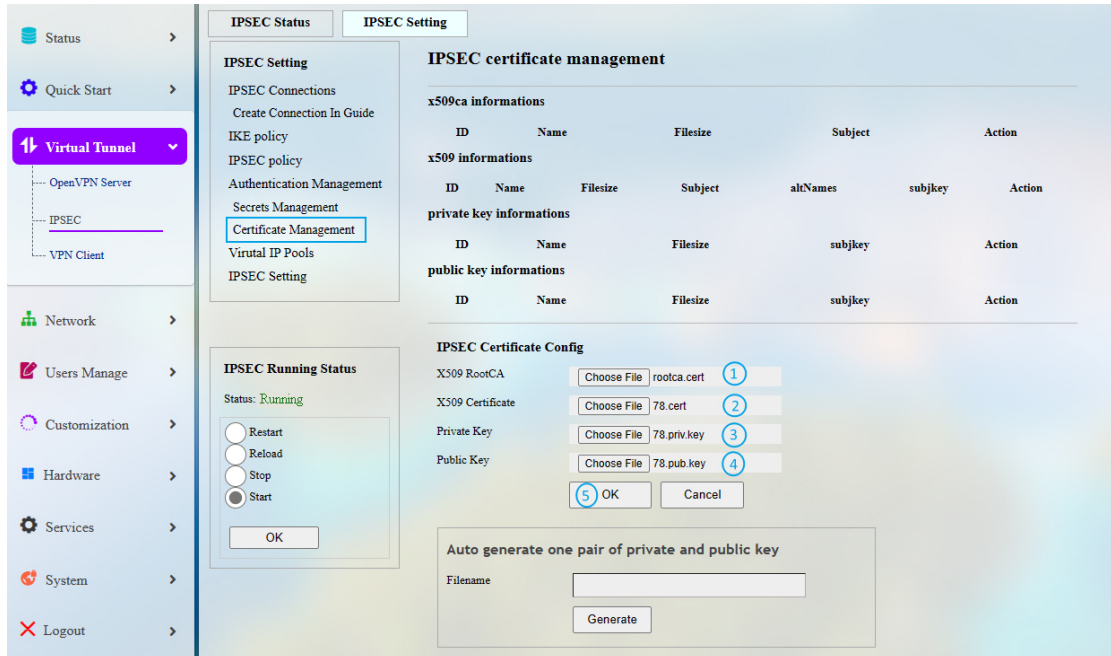 Status
Quick Start
Virtual Tunnel
OpenVPN Server
IPSEC
VPN Client
Network
Users Manage
Customization
Hardware
Services
System
Logout
IPSEC Status
IPSEC Setting
IPSEC Setting
IPSEC Connections
Create Connection In Guide
IKE policy
IPSEC policy
Authentication Management
Secrets Management
Certificate Management
Virutal IP Pools
IPSEC Setting
IPSEC Running Status
Status: Running
Restart
Reload
Stop
Start
OK
IPSEC certificate management
x509ca informations
ID Name Filesize Subject Action
x509 informations
ID Name Filesize Subject altNames subjkey Action
private key informations
ID Name Filesize subjkey Action
public key informations
ID Name Filesize subjkey Action
IPSEC Certificate Config
X509 RootCA Choose File rootca.cert 1
X509 Certificate Choose File 78.cert 2
Private Key Choose File 78.priv.key 3
Public Key Choose File 78.pub.key 4
5 OK Cancel
Auto generate one pair of private and public key
Filename
Generate